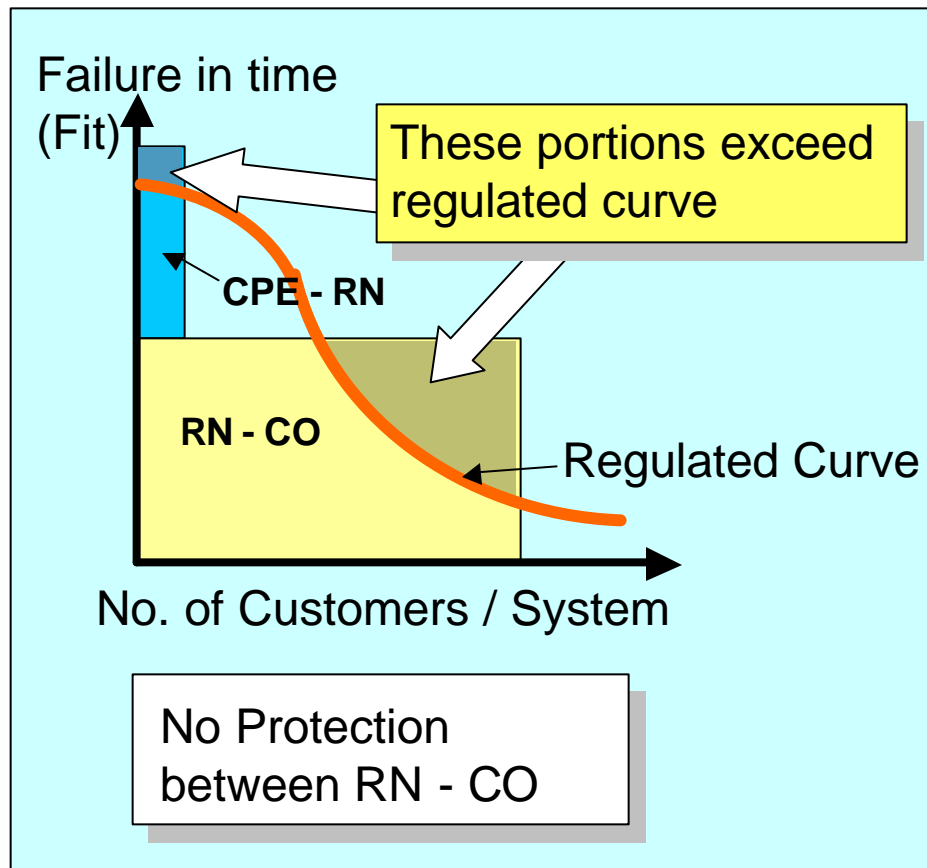 Failure in time
(Fit)
These portions exceed
regulated curve
CPE - RN
RN - CO
Regulated Curve
No. of Customers / System
No Protection
between RN - CO